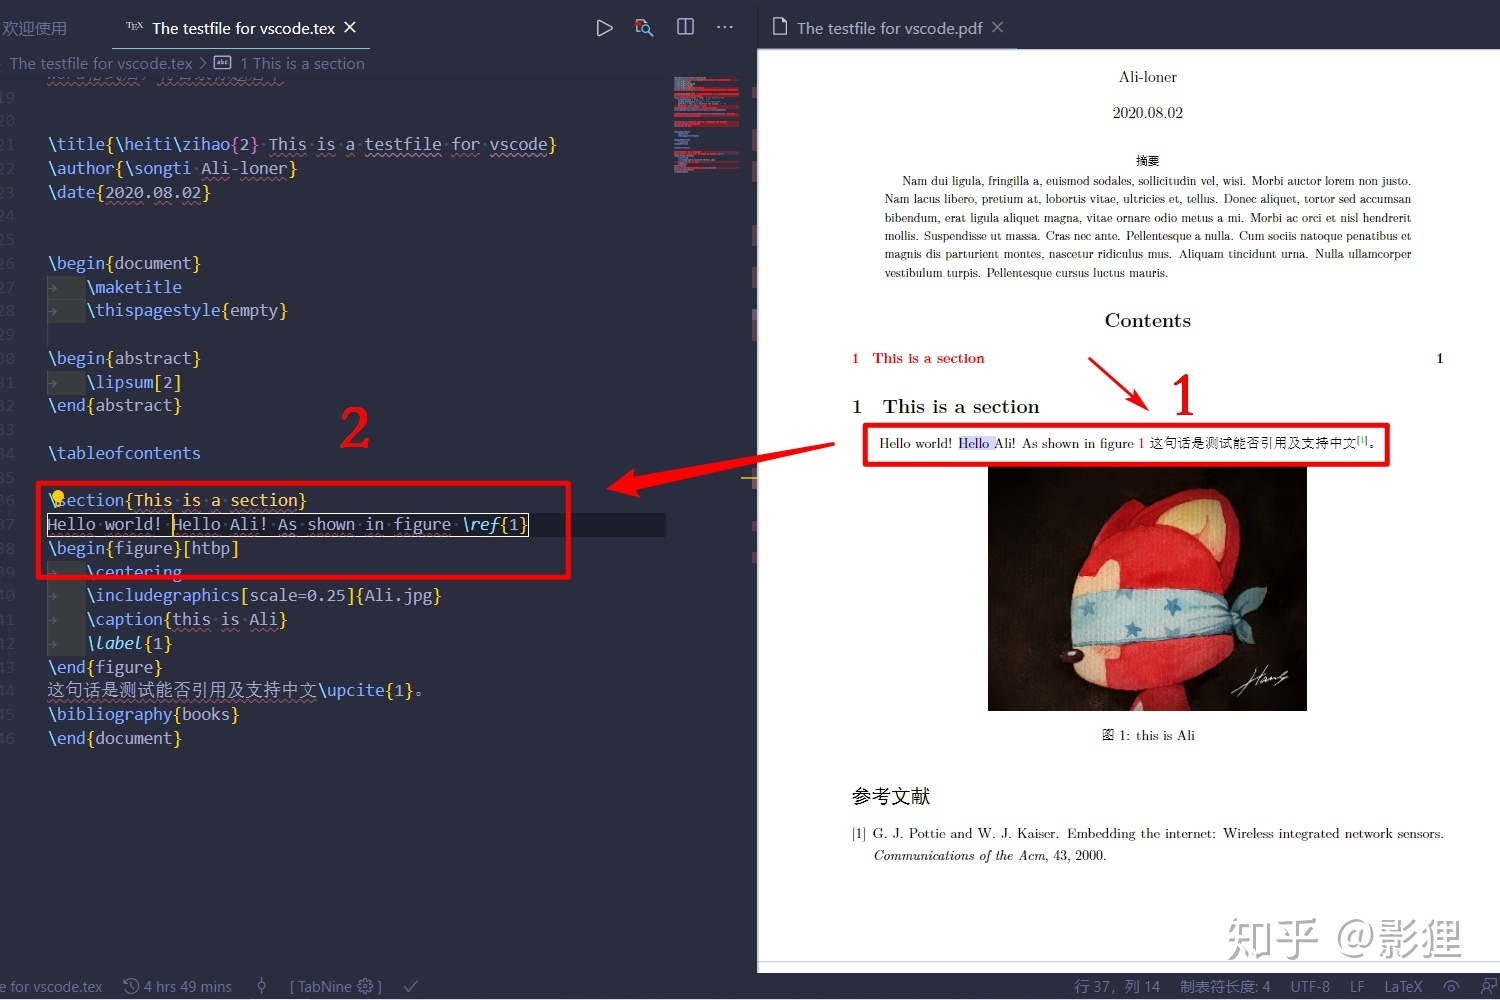 欢迎使用
TEX The testfile for vscode.tex
The testfile for vscode.pdf
The testfile for vscode.tex > abc 1 This is a section
19
20
21 \title{\heiti\zihao{2} This is a testfile for vscode}
22 \author{\songti Ali-loner}
23 \date{2020.08.02}
24
25
26 \begin{document}
27 \maketitle
28 \thispagestyle{empty}
29
30 \begin{abstract}
31 \lipsum[2]
32 \end{abstract}
33
34 \tableofcontents
35
36 \section{This is a section}
37 Hello world! Hello Ali! As shown in figure \ref{1}
38 \begin{figure}[htbp]
39 \centering
40 \includegraphics[scale=0.25]{Ali.jpg}
41 \caption{this is Ali}
42 \label{1}
43 \end{figure}
44 这句话是测试能否引用及支持中文\upcite{1}。
45 \bibliography{books}
46 \end{document}
2
Ali-loner
2020.08.02
摘要
Nam dui ligula, fringilla a, euismod sodales, sollicitudin vel, wisi. Morbi auctor lorem non justo.
Nam lacus libero, pretium at, lobortis vitae, ultricies et, tellus. Donec aliquet, tortor sed accumsan
bibendum, erat ligula aliquet magna, vitae ornare odio metus a mi. Morbi ac orci et nisl hendrerit
mollis. Suspendisse ut massa. Cras nec ante. Pellentesque a nulla. Cum sociis natoque penatibus et
magnis dis parturient montes, nascetur ridiculus mus. Aliquam tincidunt urna. Nulla ullamcorper
vestibulum turpis. Pellentesque cursus luctus mauris.
Contents
1 This is a section 1
1
1 This is a section
Hello world! Hello Ali! As shown in figure 1 这句话是测试能否引用及支持中文[1]。
Hans
图 1: this is Ali
参考文献
[1] G. J. Pottie and W. J. Kaiser. Embedding the internet: Wireless integrated network sensors.
Communications of the Acm, 43, 2000.
知乎 @影狸
e for vscode.tex 4 hrs 49 mins [ TabNine ] 行 37，列 14 制表符长度: 4 UTF-8 LF LaTeX